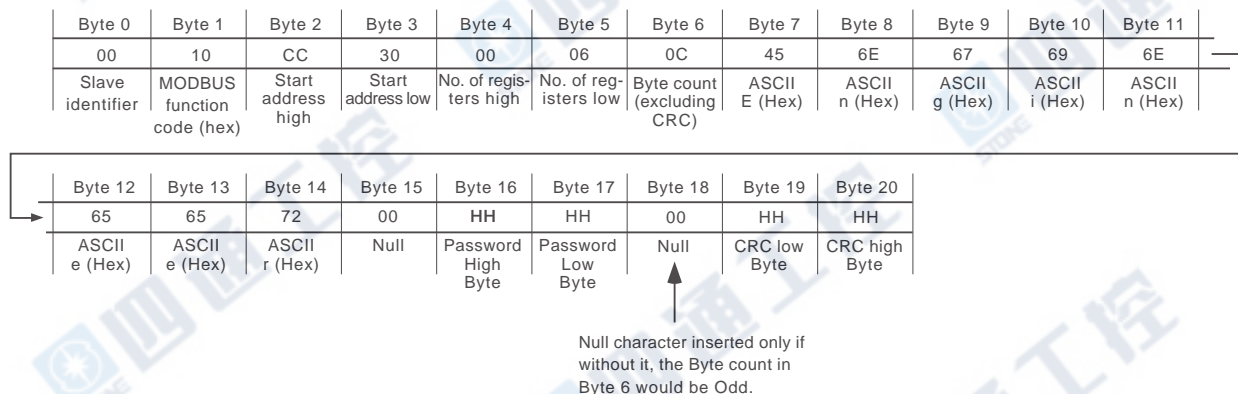 Byte 0 Byte 1 Byte 2 Byte 3 Byte 4 Byte 5 Byte 6 Byte 7 Byte 8 Byte 9 Byte 10 Byte 11
00 10 CC 30 00 06 0C 45 6E 67 69 6E
Slave MODBUS Start Start No. of regis- No. of reg- Byte count ASCII ASCII ASCII ASCII ASCII
identifier function address address low ters high isters low (excluding E (Hex) n (Hex) g (Hex) i (Hex) n (Hex)
code (hex) high CRC)
Byte 12 Byte 13 Byte 14 Byte 15 Byte 16 Byte 17 Byte 18 Byte 19 Byte 20
65 65 72 00 HH HH 00 HH HH
ASCII ASCII ASCII Null Password Password Null CRC low CRC high
e (Hex) e (Hex) r (Hex) High Low Byte Byte
Byte Byte
Null character inserted only if
without it, the Byte count in
Byte 6 would be Odd.
四通工控
STONE